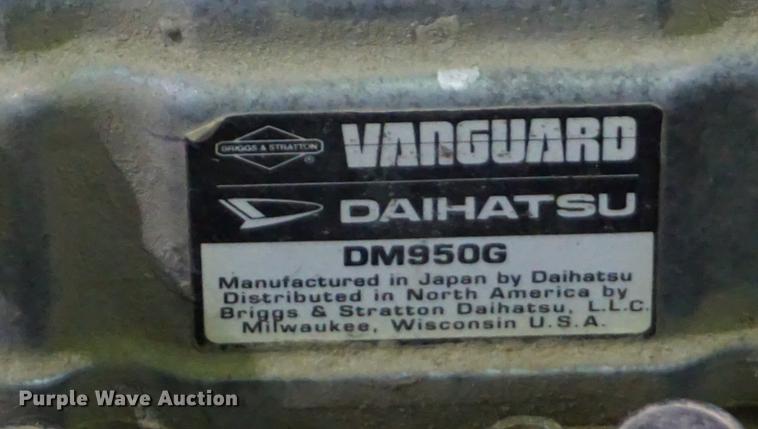 BRIGGS & STRATTON ® VANGUARD
DAIHATSU
DM950G
Manufactured in Japan by Daihatsu
Distributed in North America by
Briggs & Stratton Daihatsu, L.L.C.
Milwaukee, Wisconsin U.S.A.
Purple Wave Auction